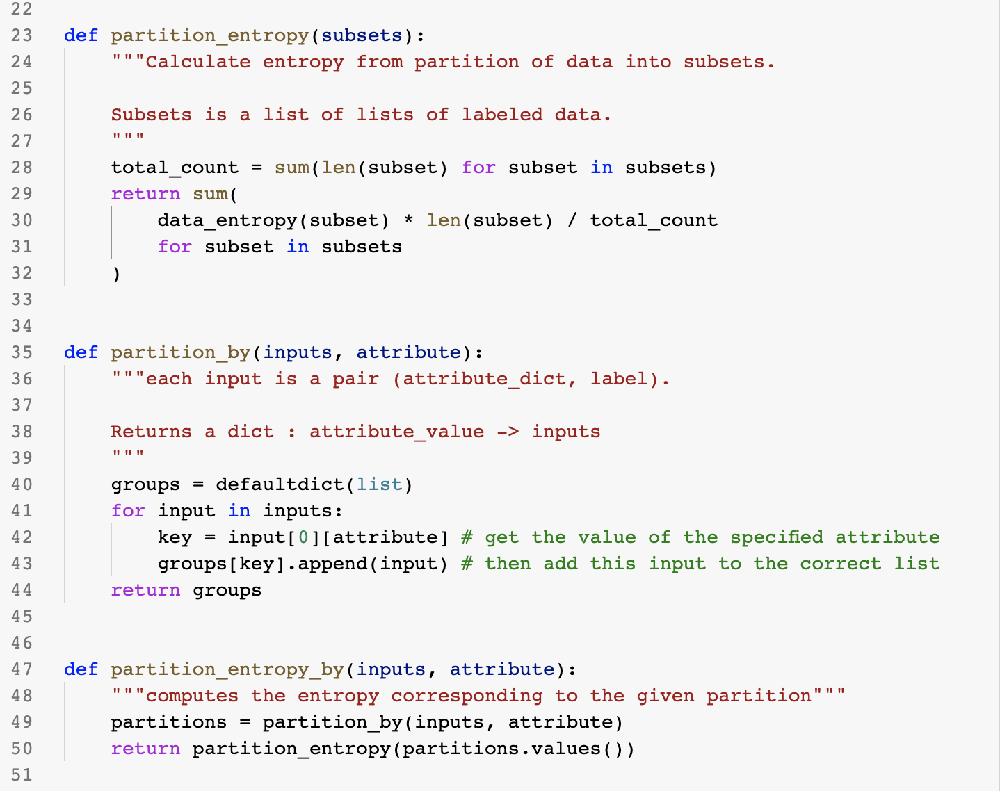 22
23 def partition_entropy(subsets):
24     """Calculate entropy from partition of data into subsets.
25
26     Subsets is a list of lists of labeled data.
27     """
28     total_count = sum(len(subset) for subset in subsets)
29     return sum(
30         data_entropy(subset) * len(subset) / total_count
31         for subset in subsets
32     )
33
34
35 def partition_by(inputs, attribute):
36     """each input is a pair (attribute_dict, label).
37
38     Returns a dict : attribute_value -> inputs
39     """
40     groups = defaultdict(list)
41     for input in inputs:
42         key = input[0][attribute] # get the value of the specified attribute
43         groups[key].append(input) # then add this input to the correct list
44     return groups
45
46
47 def partition_entropy_by(inputs, attribute):
48     """computes the entropy corresponding to the given partition"""
49     partitions = partition_by(inputs, attribute)
50     return partition_entropy(partitions.values())
51